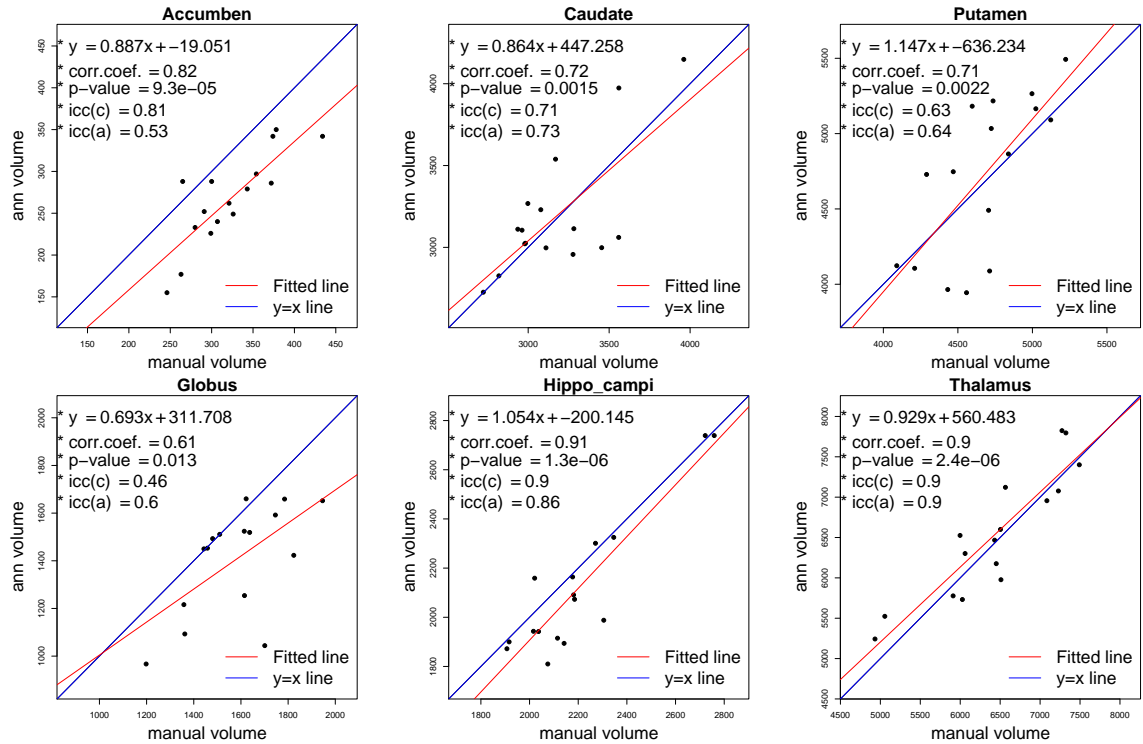 Accumben
* y = 0.887x + -19.051
* corr.coef. = 0.82
* p-value = 9.3e-05
* icc(c) = 0.81
* icc(a) = 0.53
ann volume
450
350
300
250
200
150
Fitted line
y=x line
150 200 250 300 350 400 450
manual volume
Caudate
* y = 0.864x + 447.258
* corr.coef. = 0.72
* p-value = 0.0015
* icc(c) = 0.71
* icc(a) = 0.73
ann volume
4000
3500
3000
Fitted line
y=x line
3000 3500 4000
manual volume
Putamen
* y = 1.147x + -636.234
* corr.coef. = 0.71
* p-value = 0.0022
* icc(c) = 0.63
* icc(a) = 0.64
ann volume
5500
5000
4500
4000
Fitted line
y=x line
4000 4500 5000 5500
manual volume
Globus
* y = 0.693x + 311.708
* corr.coef. = 0.61
* p-value = 0.013
* icc(c) = 0.46
* icc(a) = 0.6
ann volume
2000
1800
1600
1400
1200
1000
Fitted line
y=x line
1000 1200 1400 1600 1800 2000
manual volume
Hippo_campi
* y = 1.054x + -200.145
* corr.coef. = 0.91
* p-value = 1.3e-06
* icc(c) = 0.9
* icc(a) = 0.86
ann volume
2800
2600
2400
2200
2000
1800
Fitted line
y=x line
1800 2000 2200 2400 2600 2800
manual volume
Thalamus
* y = 0.929x + 560.483
* corr.coef. = 0.9
* p-value = 2.4e-06
* icc(c) = 0.9
* icc(a) = 0.9
ann volume
8000
7500
7000
6500
6000
5500
5000
4500
Fitted line
y=x line
4500 5000 5500 6000 6500 7000 7500 8000
manual volume